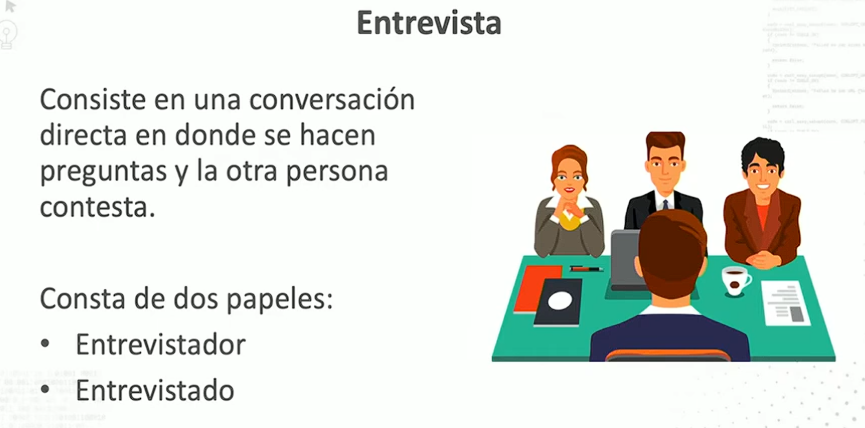 Entrevista
Consiste en una conversación
directa en donde se hacen
preguntas y la otra persona
contesta.
Consta de dos papeles:
• Entrevistador
• Entrevistado